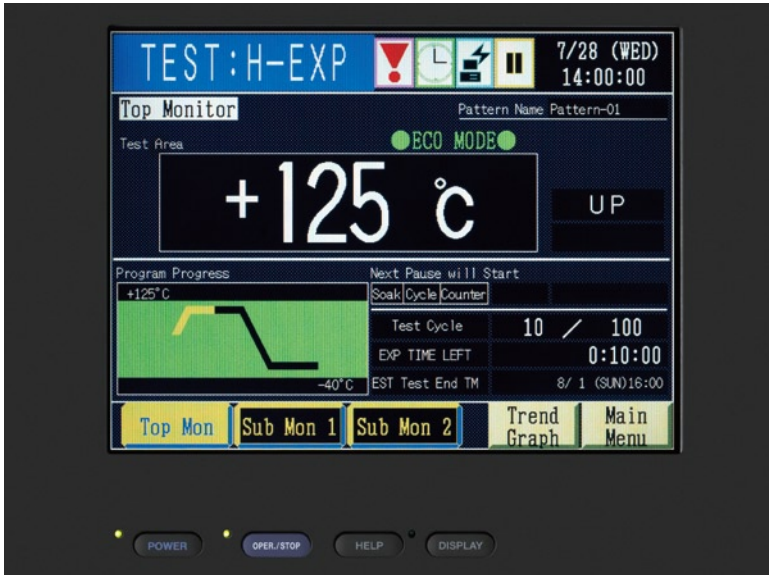 TEST:H-EXP
7/28 (WED)
14:00:00
Top Monitor
Pattern Name Pattern-01
Test Area
ECO MODE
+125 ℃
UP
Program Progress
Next Pause will Start
+125°C
Soak Cycle Counter
Test Cycle 10 / 100
EXP TIME LEFT 0:10:00
-40°C
EST Test End TM 8/ 1 (SUN)16:00
Top Mon
Sub Mon 1
Sub Mon 2
Trend
Graph
Main
Menu
POWER
OPER./STOP
HELP
DISPLAY